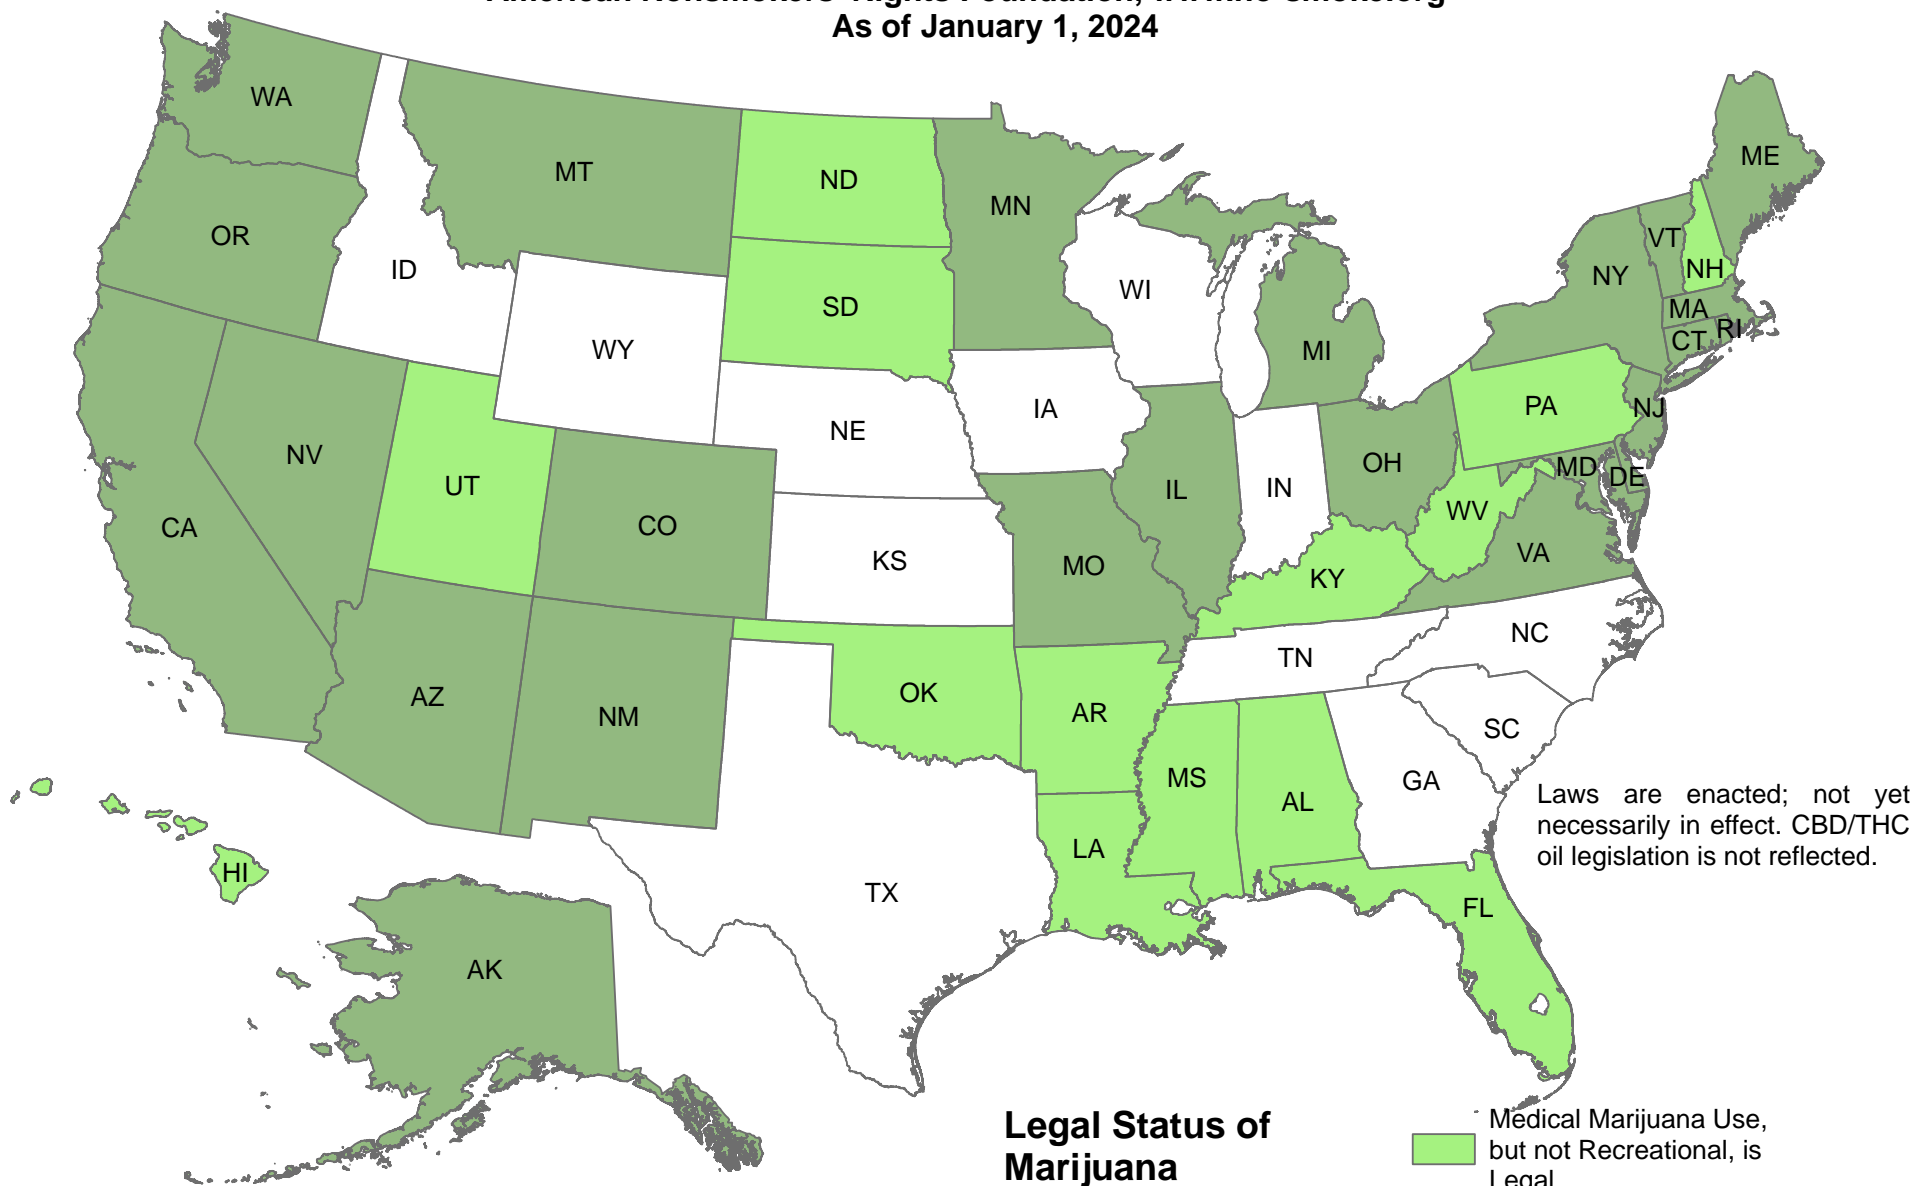 As of January 1, 2024
WA
MT
ND
MN
ME
OR
ID
SD
WI
NY
VT
NH
WY
MI
MA
CT
RI
NE
IA
PA
NJ
NV
UT
CO
IL
IN
OH
MD
DE
WV
CA
KS
MO
KY
VA
NC
TN
AZ
NM
OK
AR
SC
MS
AL
GA
LA
Laws are enacted; not yet
necessarily in effect. CBD/THC
oil legislation is not reflected.
HI
TX
FL
AK
Legal Status of
Marijuana
Medical Marijuana Use,
but not Recreational, is
Legal